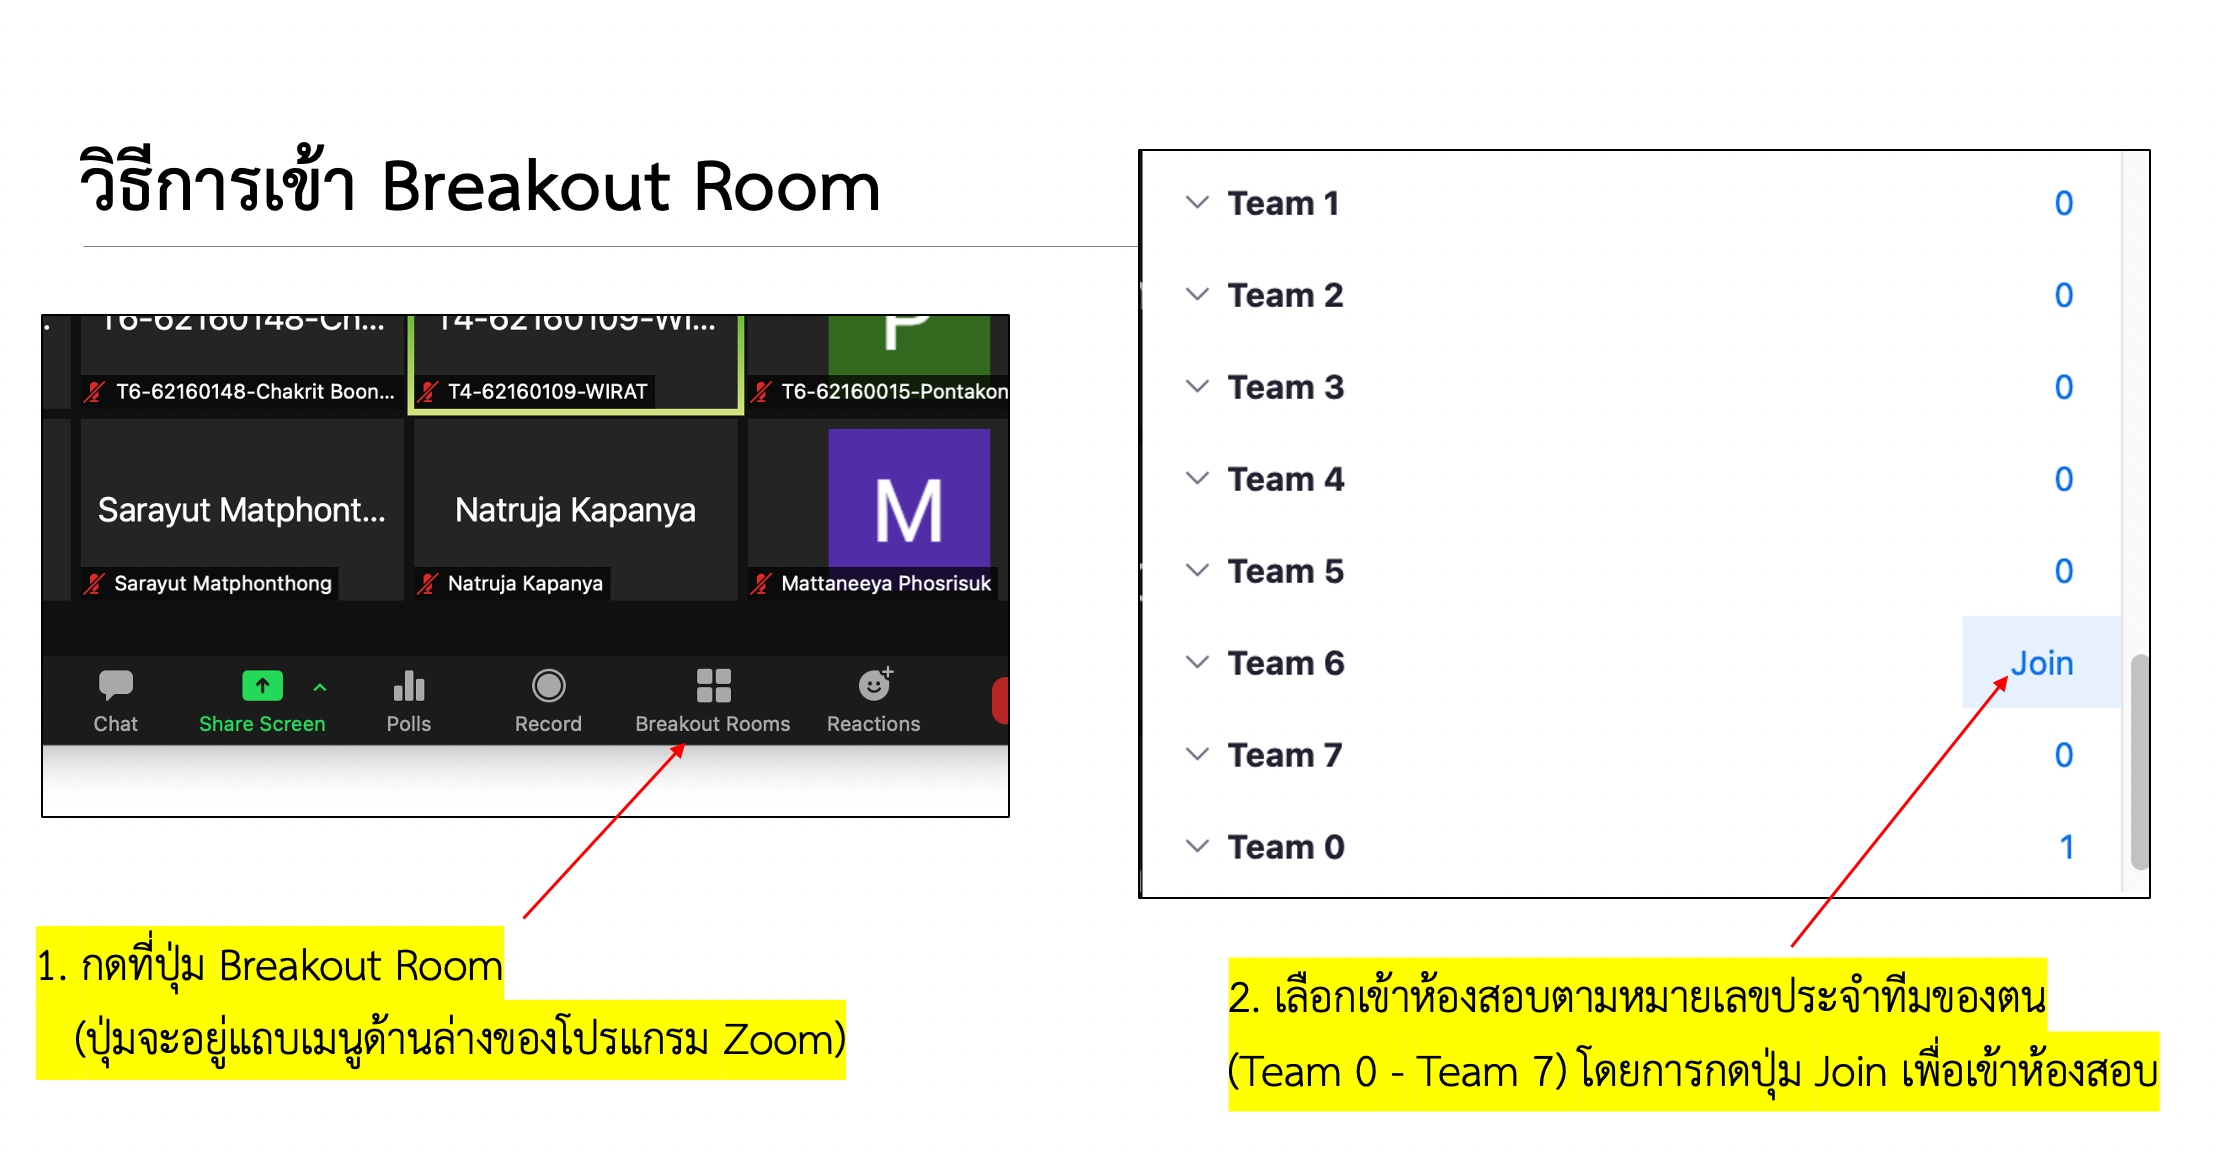 วิธีการเข้า Breakout Room
T6-62160148-Ch...
T4-62160109-WI...
P
T6-62160148-Chakrit Boon...
T4-62160109-WIRAT
T6-62160015-Pontakon
Sarayut Matphont...
Natruja Kapanya
M
Sarayut Matphonthong
Natruja Kapanya
Mattaneeya Phosrisuk
Chat
Share Screen
Polls
Record
Breakout Rooms
Reactions
1. กดที่ปุ่ม Breakout Room
(ปุ่มจะอยู่แถบเมนูด้านล่างของโปรแกรม Zoom)
Team 1 0
Team 2 0
Team 3 0
Team 4 0
Team 5 0
Team 6 Join
Team 7 0
Team 0 1
2. เลือกเข้าห้องสอบตามหมายเลขประจำทีมของตน
(Team 0 - Team 7) โดยการกดปุ่ม Join เพื่อเข้าห้องสอบ